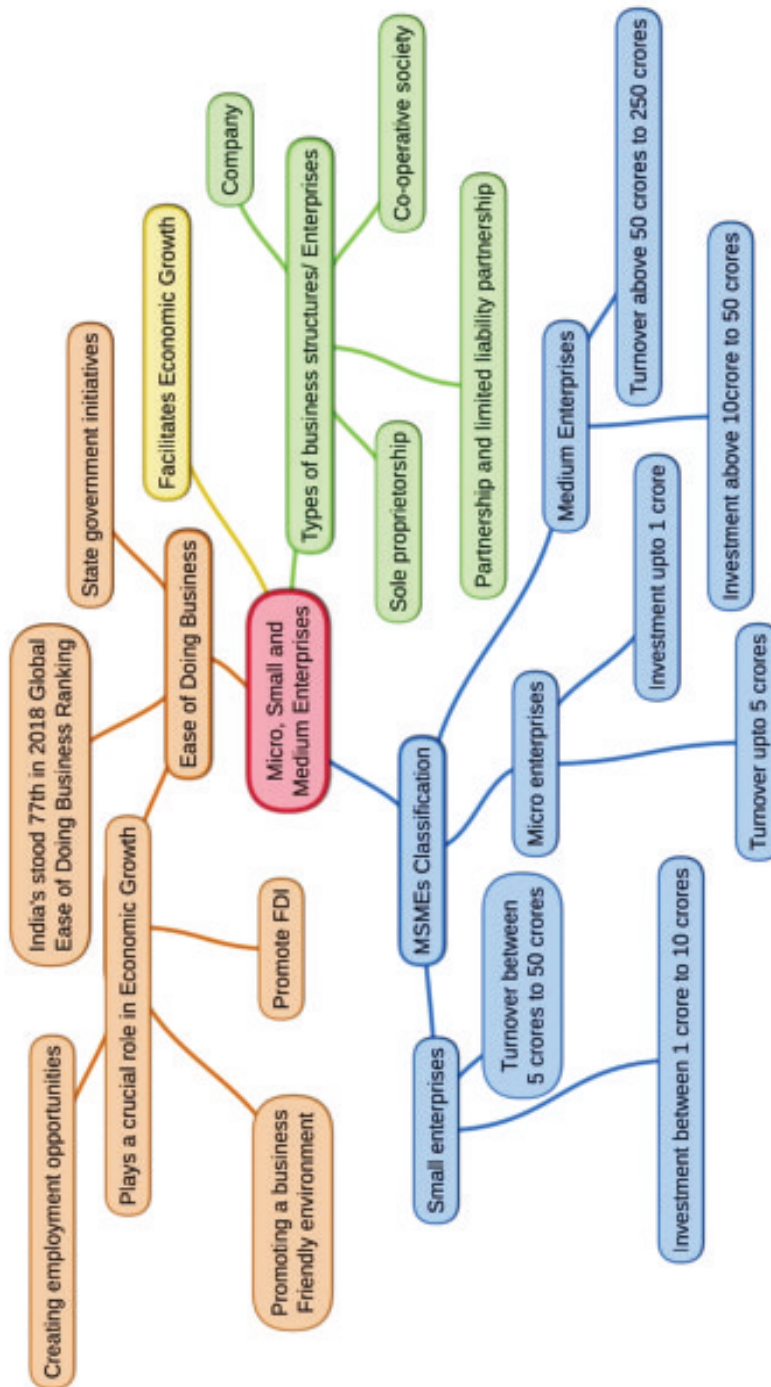 Creating employment opportunities
India's stood 77th in 2018 Global
Ease of Doing Business Ranking
State government initiatives
Plays a crucial role in Economic Growth
Ease of Doing Business
Facilitates Economic Growth
Company
Promoting a business
Friendly environment
Promote FDI
Micro, Small and
Medium Enterprises
Types of business structures/ Enterprises
Sole proprietorship
Co-operative society
Partnership and limited liability partnership
MSMEs Classification
Small enterprises
Turnover between
5 crores to 50 crores
Micro enterprises
Medium Enterprises
Investment between 1 crore to 10 crores
Investment upto 1 crore
Turnover above 50 crores to 250 crores
Turnover upto 5 crores
Investment above 10crore to 50 crores